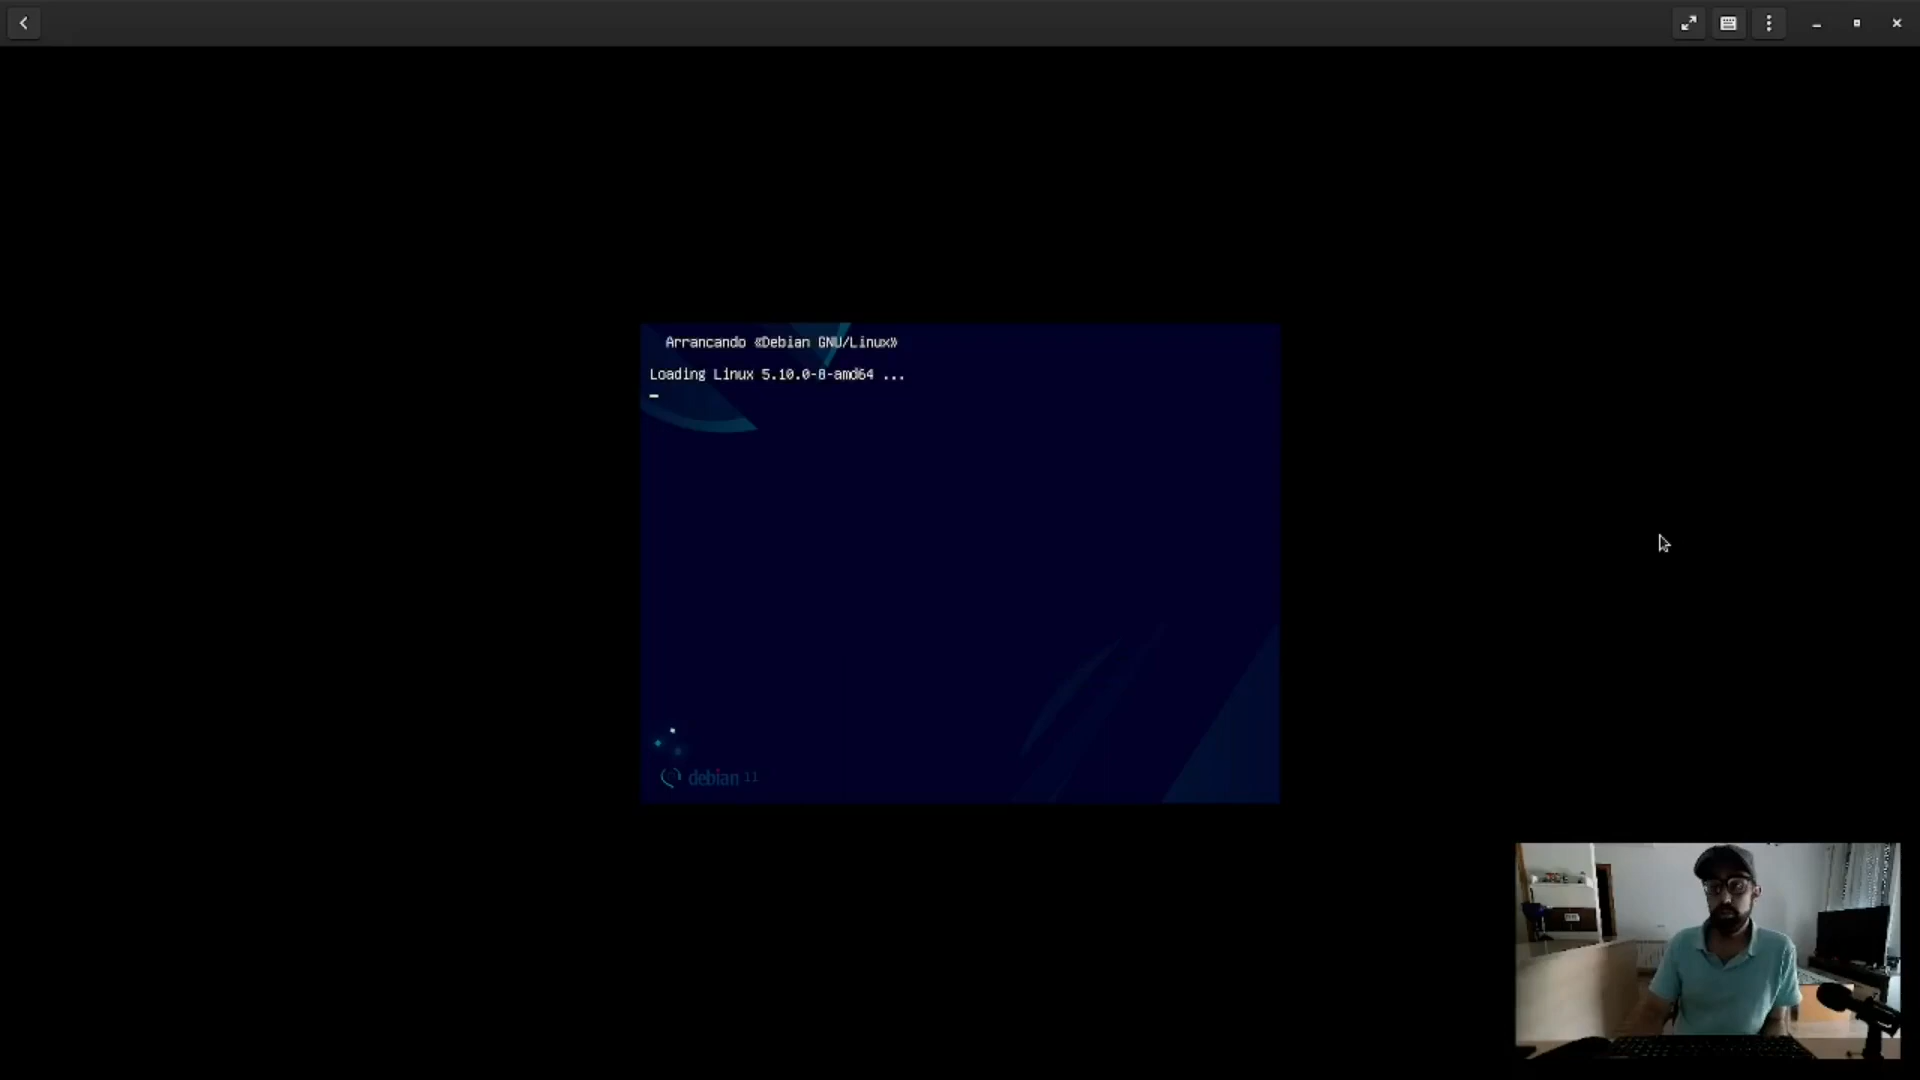 Arrancando «Debian GNU/Linux»
Loading Linux 5.10.0-8-amd64 ...
debian 11